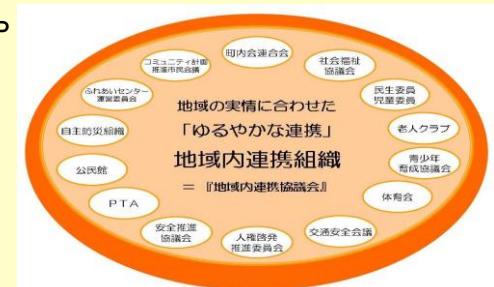 町内会連合会
社会福祉
協議会
民生委員
児童委員
老人クラブ
青少年
育成協議会
体育会
交通安全会議
人権啓発
推進委員会
安全推進
協議会
PTA
公民館
自主防災組織
ふれあいセンター
運営委員会
コミュニティ計画
推進市民会議
地域の実情に合わせた
「ゆるやかな連携」
地域内連携組織
=『地域内連携協議会』